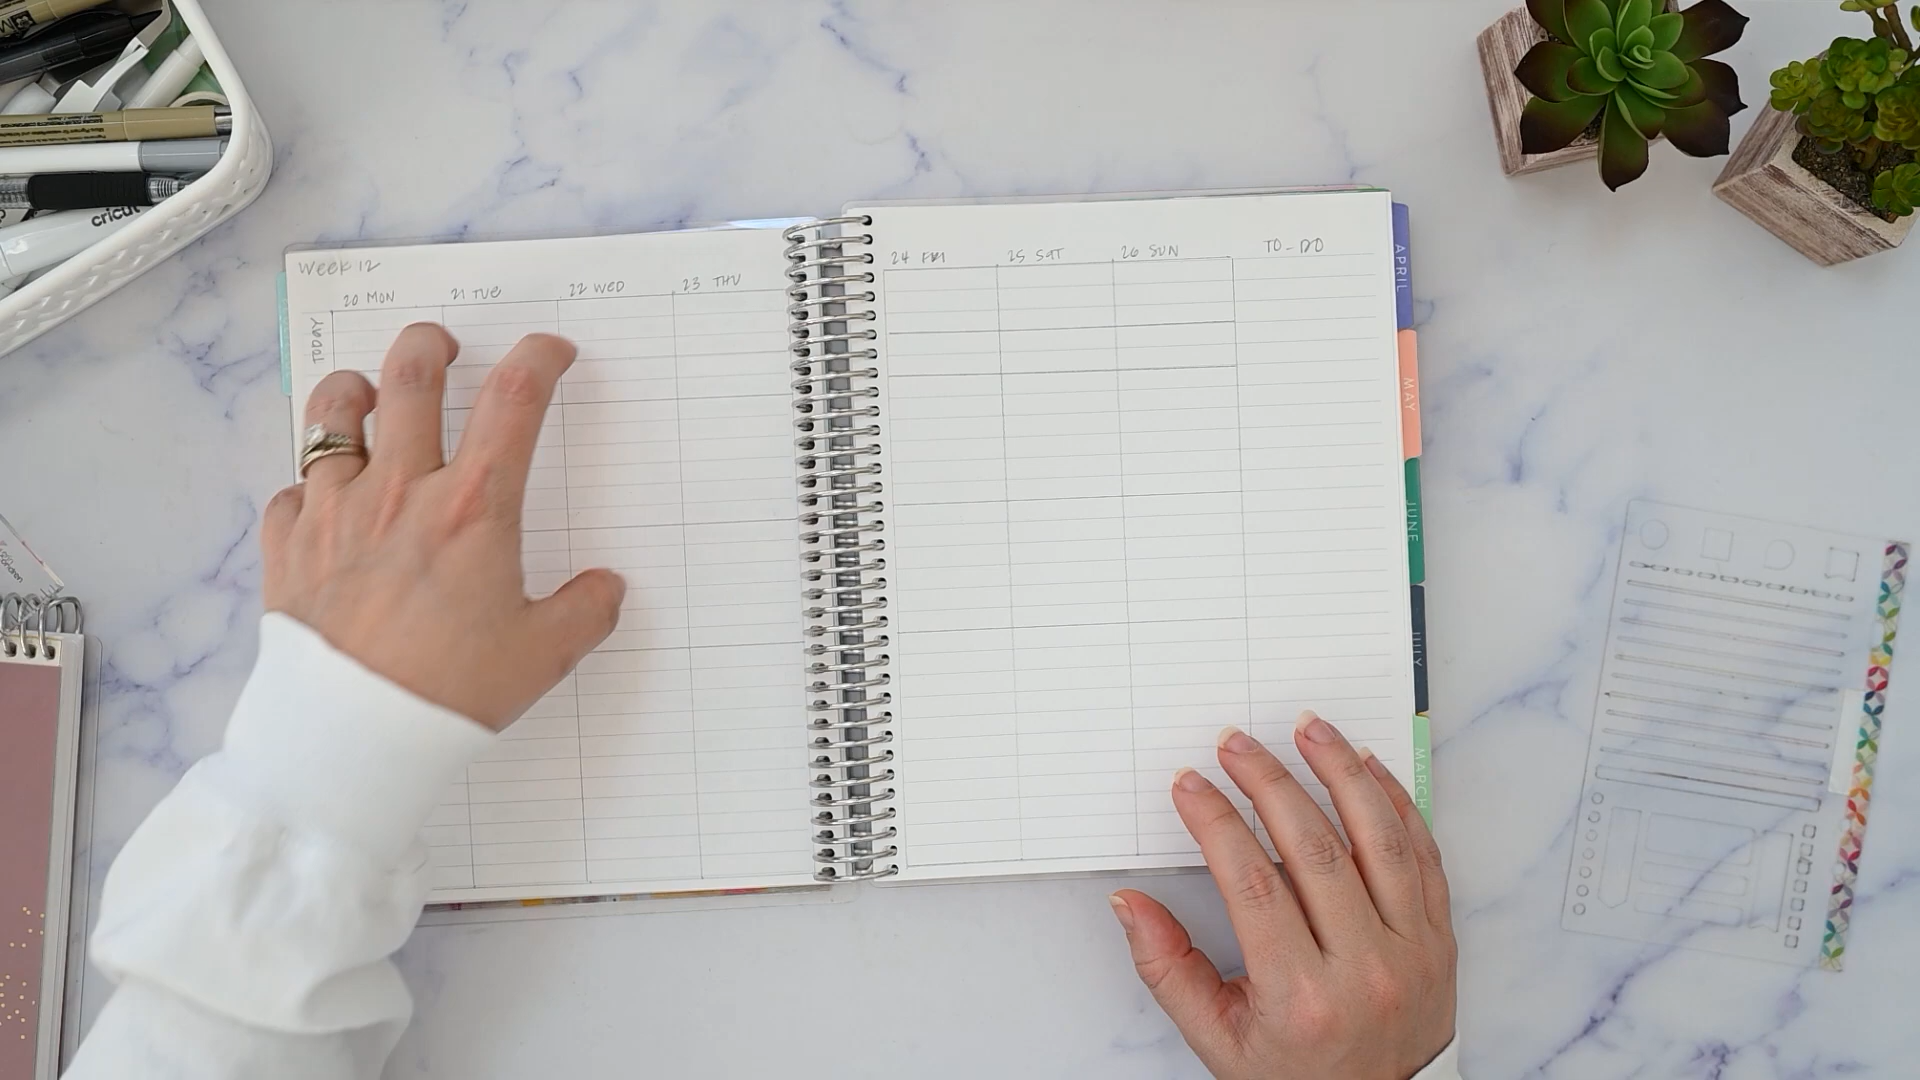 cricut
Week 12
20 MON
21 TUE
22 WED
23 THU
TODAY
24 FRI
25 SAT
26 SUN
TO-DO
APRIL
MAY
JUNE
JULY
MARCH